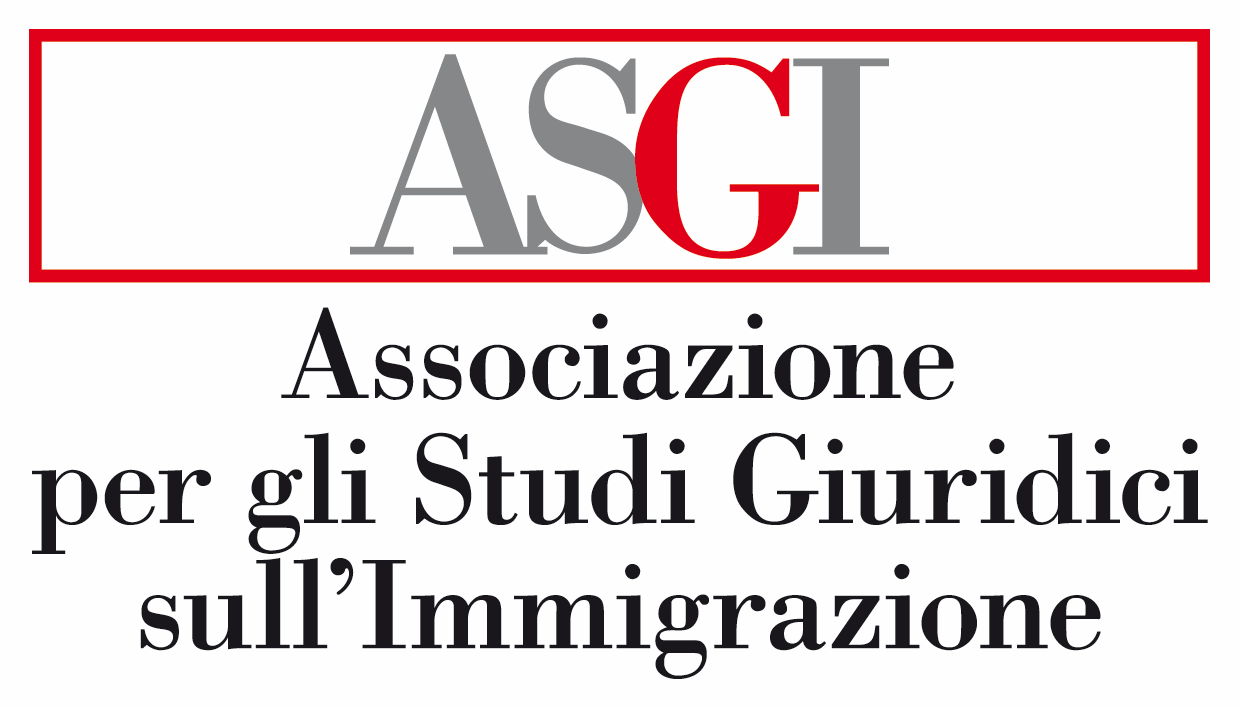 ASGI
Associazione
per gli Studi Giuridici
sull’Immigrazione